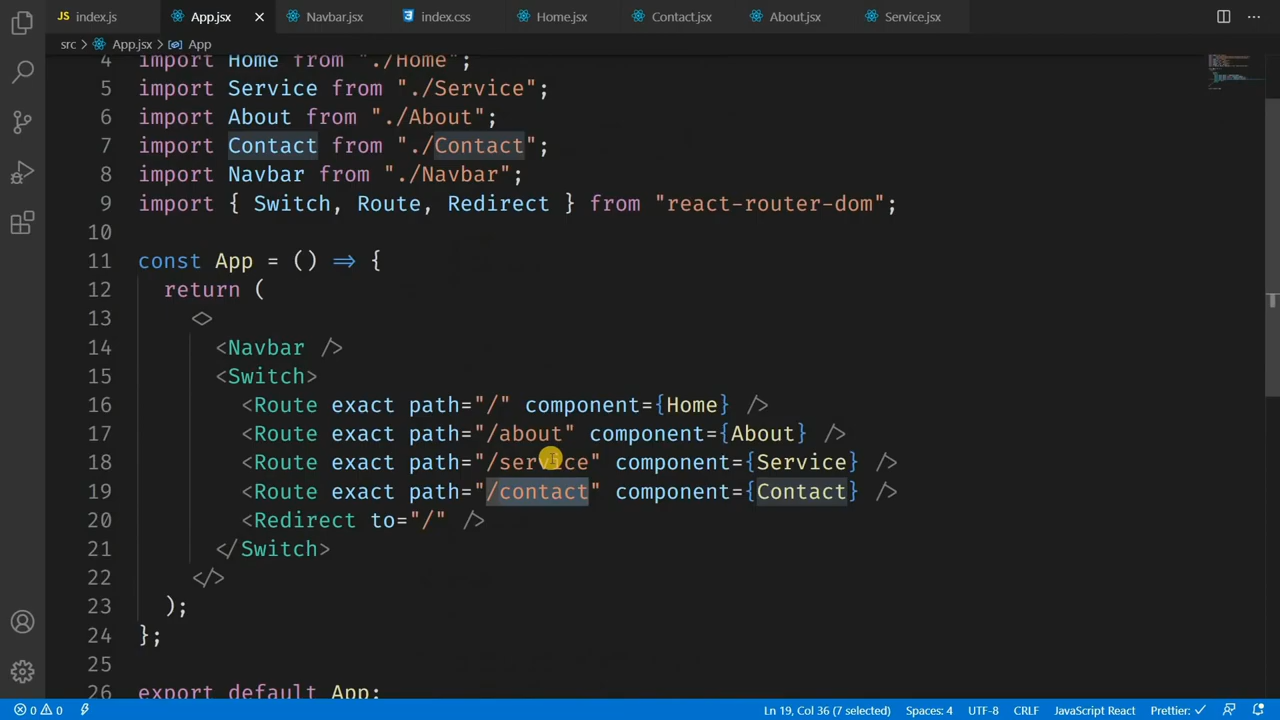 index.js App.jsx Navbar.jsx index.css Home.jsx Contact.jsx About.jsx Service.jsx
src > App.jsx > App
4 import Home from "./Home";
5 import Service from "./Service";
6 import About from "./About";
7 import Contact from "./Contact";
8 import Navbar from "./Navbar";
9 import { Switch, Route, Redirect } from "react-router-dom";
10
11 const App = () => {
12 return (
13 <>
14 <Navbar />
15 <Switch>
16 <Route exact path="/" component={Home} />
17 <Route exact path="/about" component={About} />
18 <Route exact path="/service" component={Service} />
19 <Route exact path="/contact" component={Contact} />
20 <Redirect to="/" />
21 </Switch>
22 </>
23 );
24 };
25
26 export default App;
0 0 Ln 19, Col 36 (7 selected) Spaces: 4 UTF-8 CRLF JavaScript React Prettier: ✓